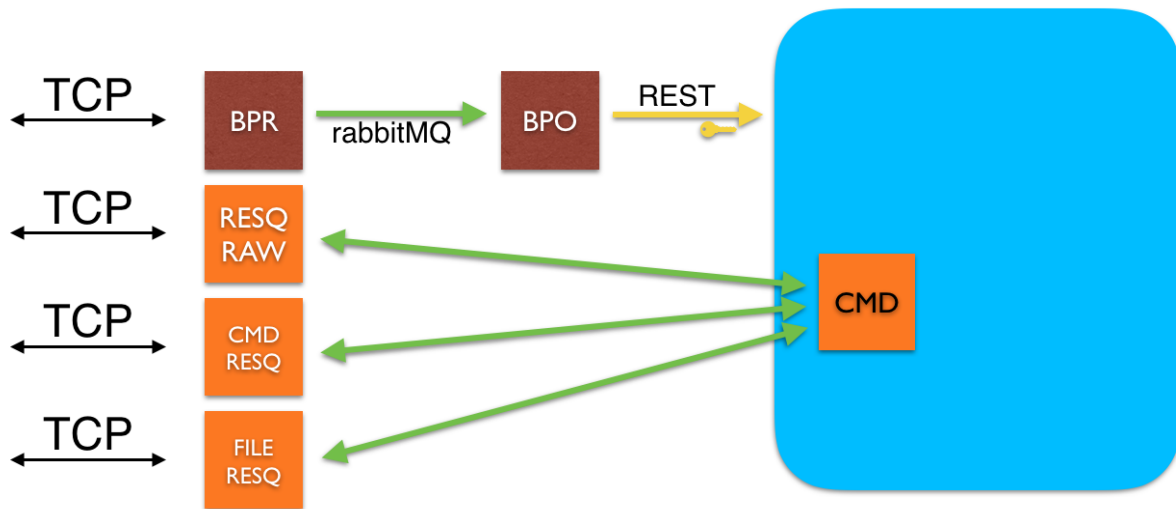 TCP
BPR
rabbitMQ
BPO
REST
TCP
RESQ
RAW
CMD
TCP
CMD
RESQ
TCP
FILE
RESQ